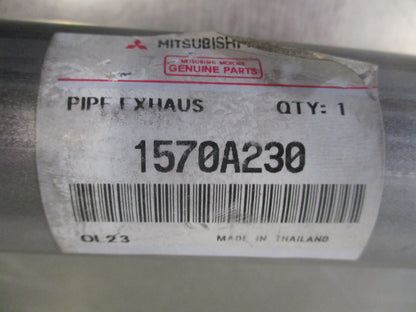 MITSUBISHI
MITSUBISHI MOTORS
GENUINE PARTS
PIPE EXHAUS QTY: 1
1570A230
OL23 MADE IN THAILAND